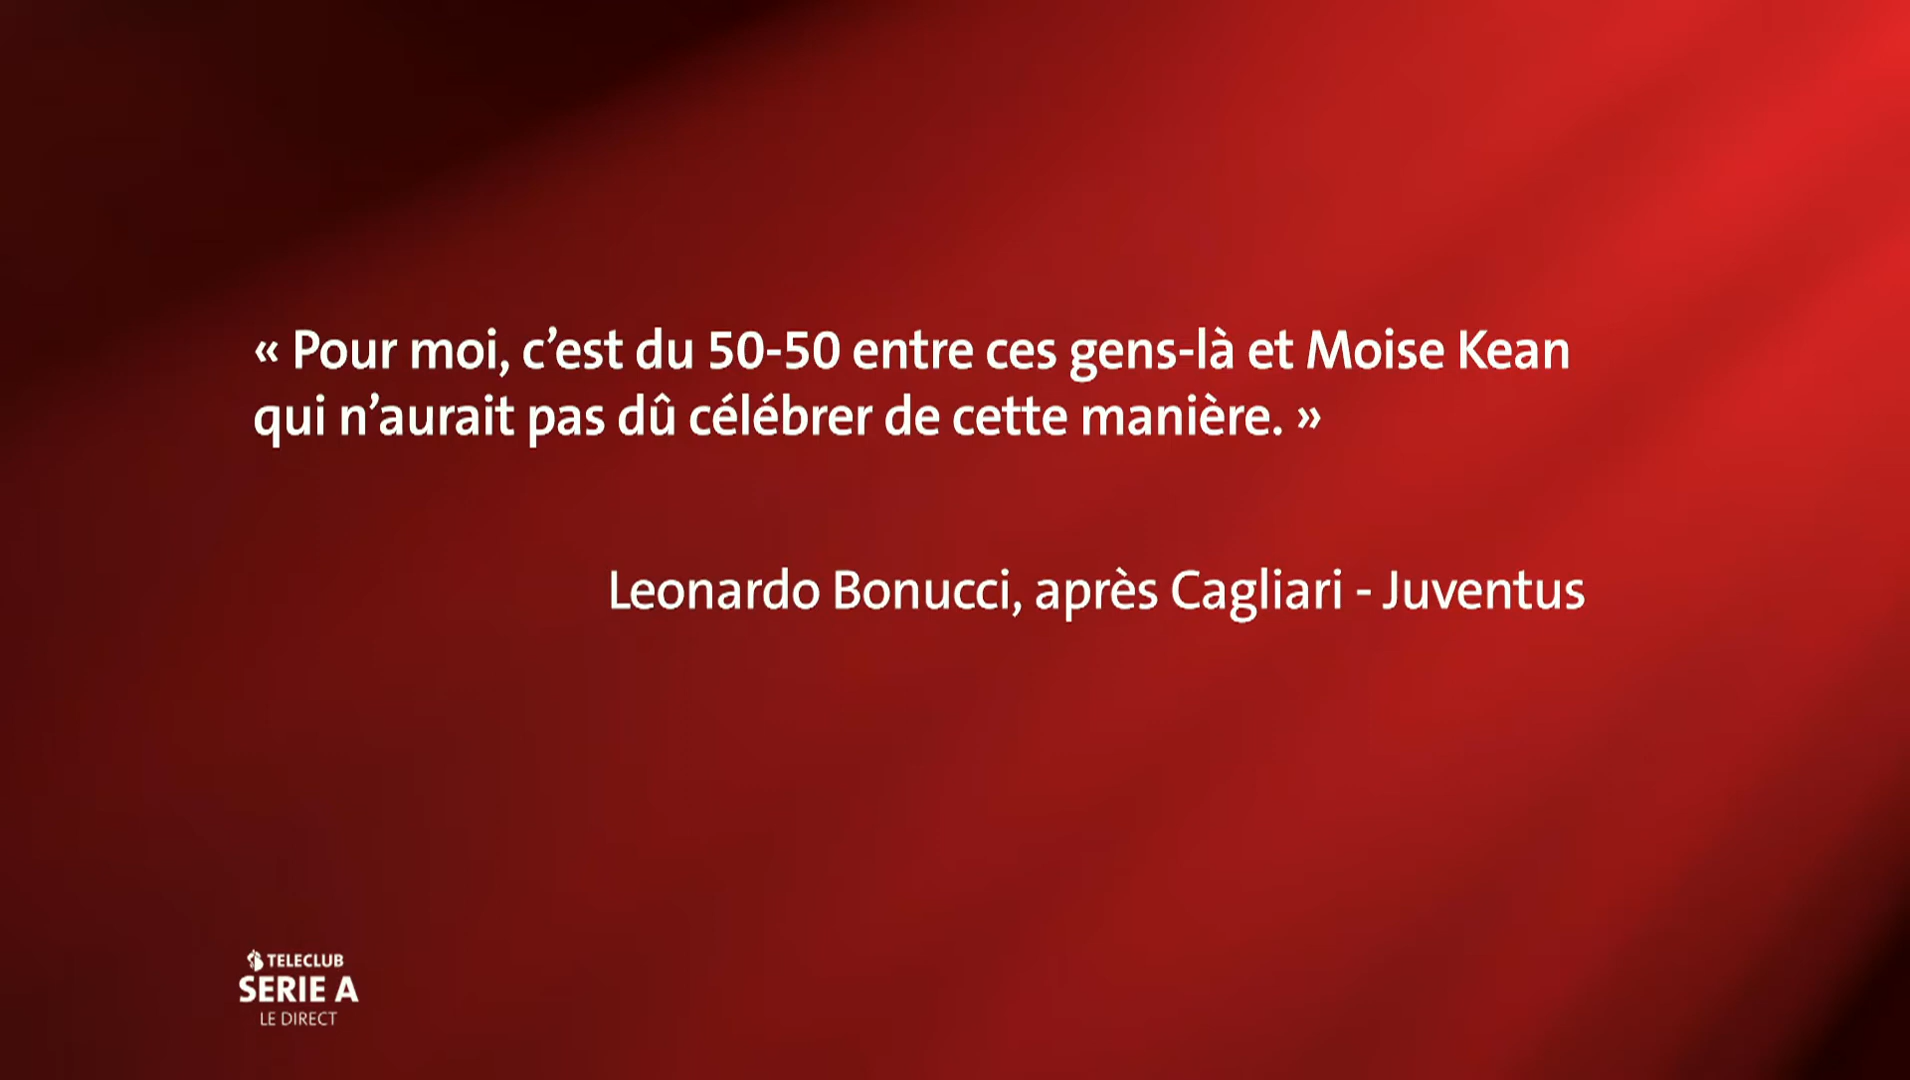 « Pour moi, c’est du 50-50 entre ces gens-là et Moise Kean
qui n’aurait pas dû célébrer de cette manière. »
Leonardo Bonucci, après Cagliari - Juventus
TELECLUB
SERIE A
LE DIRECT